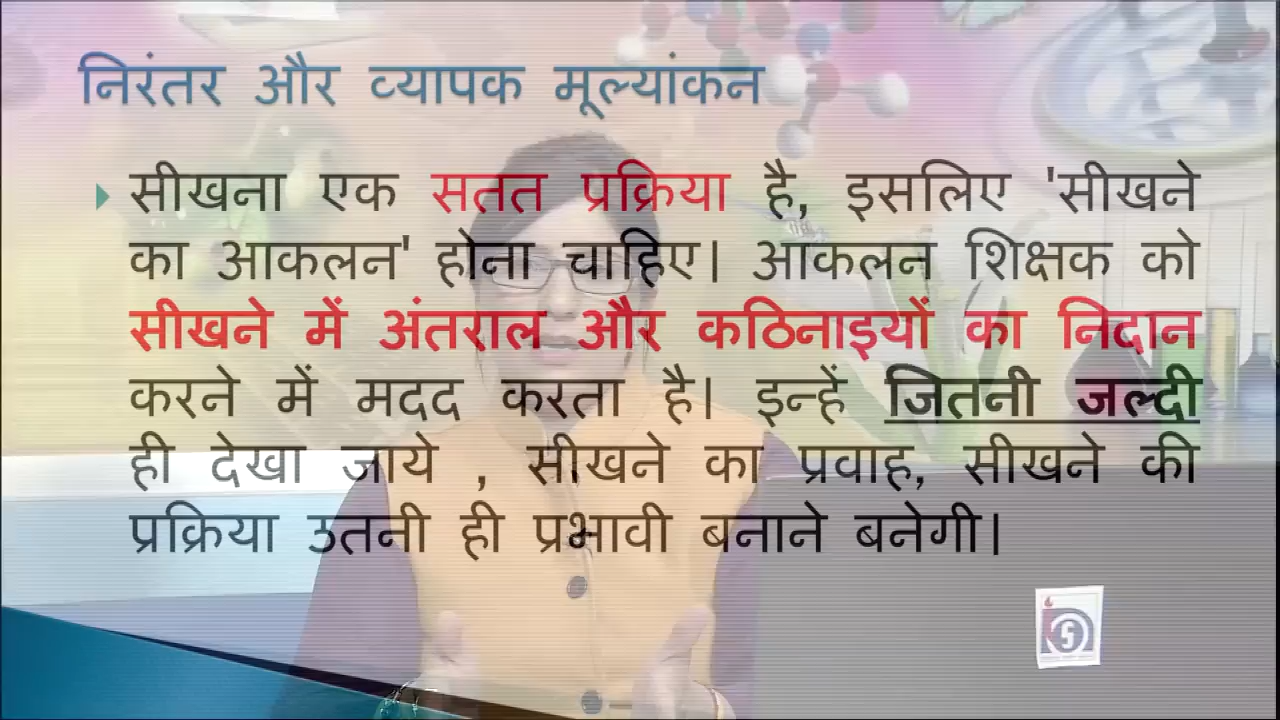 निरंतर और व्यापक मूल्यांकन
सीखना एक सतत प्रक्रिया है, इसलिए 'सीखने
का आकलन' होना चाहिए। आकलन शिक्षक को
सीखने में अंतराल और कठिनाइयों का निदान
करने में मदद करता है। इन्हें जितनी जल्दी
ही देखा जाये , सीखने का प्रवाह, सीखने की
प्रक्रिया उतनी ही प्रभावी बनाने बनेगी।